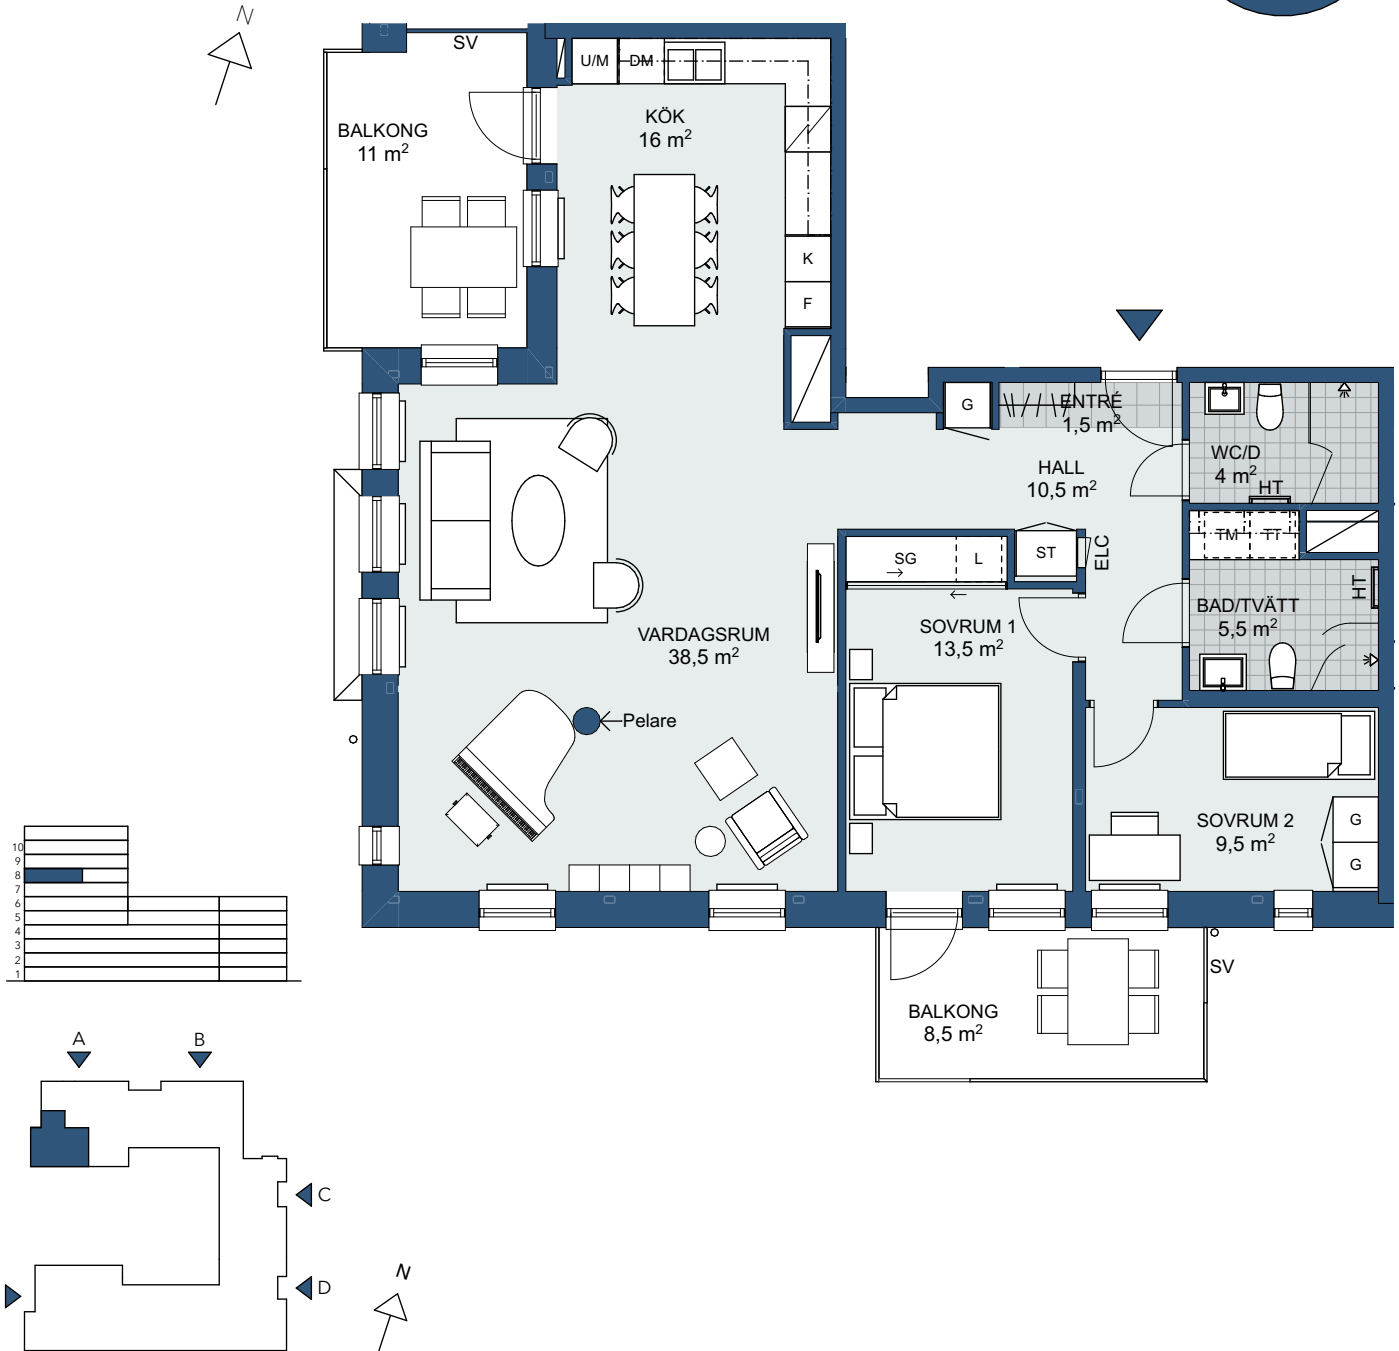 N
SV
U/M
DM
KÖK
16 m²
BALKONG
11 m²
K
F
G
ENTRÉ
1,5 m²
HALL
10,5 m²
WC/D
4 m²
HT
TM
TT
SG
L
ST
ELC
HT
BAD/TVÄTT
5,5 m²
SOVRUM 1
13,5 m²
VARDAGSRUM
38,5 m²
Pelare
SOVRUM 2
9,5 m²
G
G
SV
BALKONG
8,5 m²
10
9
8
7
6
5
4
3
2
1
A
B
C
D
N